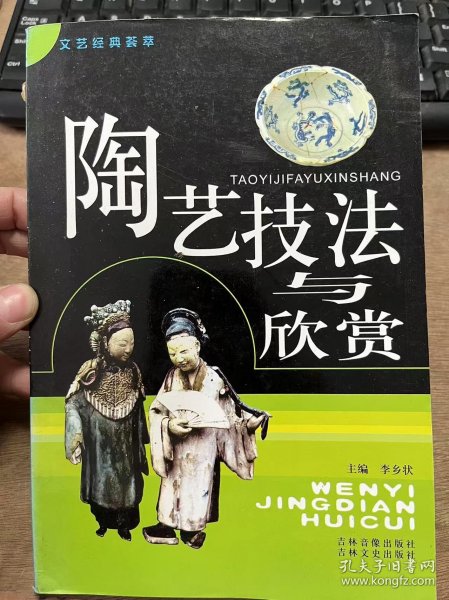 文艺经典荟萃
TAOYIJIFAYUXINSHANG
陶艺技法
与
欣赏
主编 李乡状
WENYI
JINGDIAN
HUICUI
吉林音像出版社
吉林文史出版社
孔夫子旧书网
www.kongfz.com